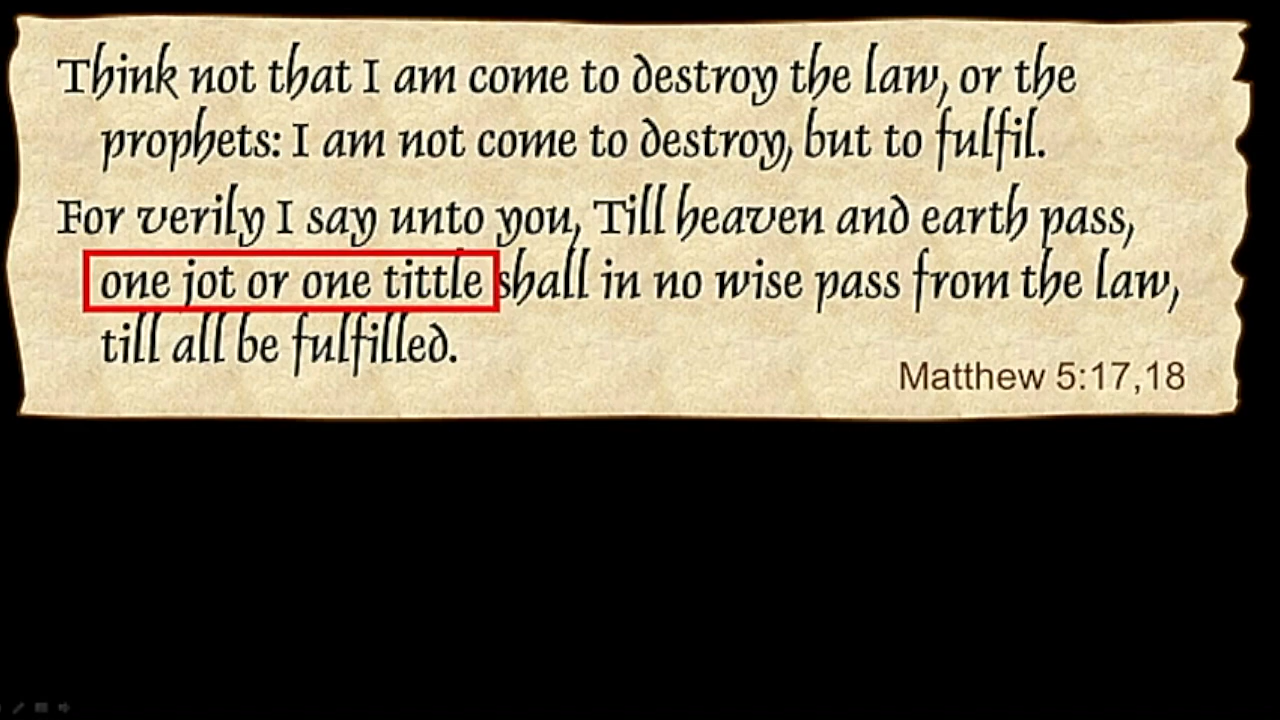 Think not that I am come to destroy the law, or the
prophets: I am not come to destroy, but to fulfil.
For verily I say unto you, Till heaven and earth pass,
one jot or one tittle shall in no wise pass from the law,
till all be fulfilled.
Matthew 5:17,18